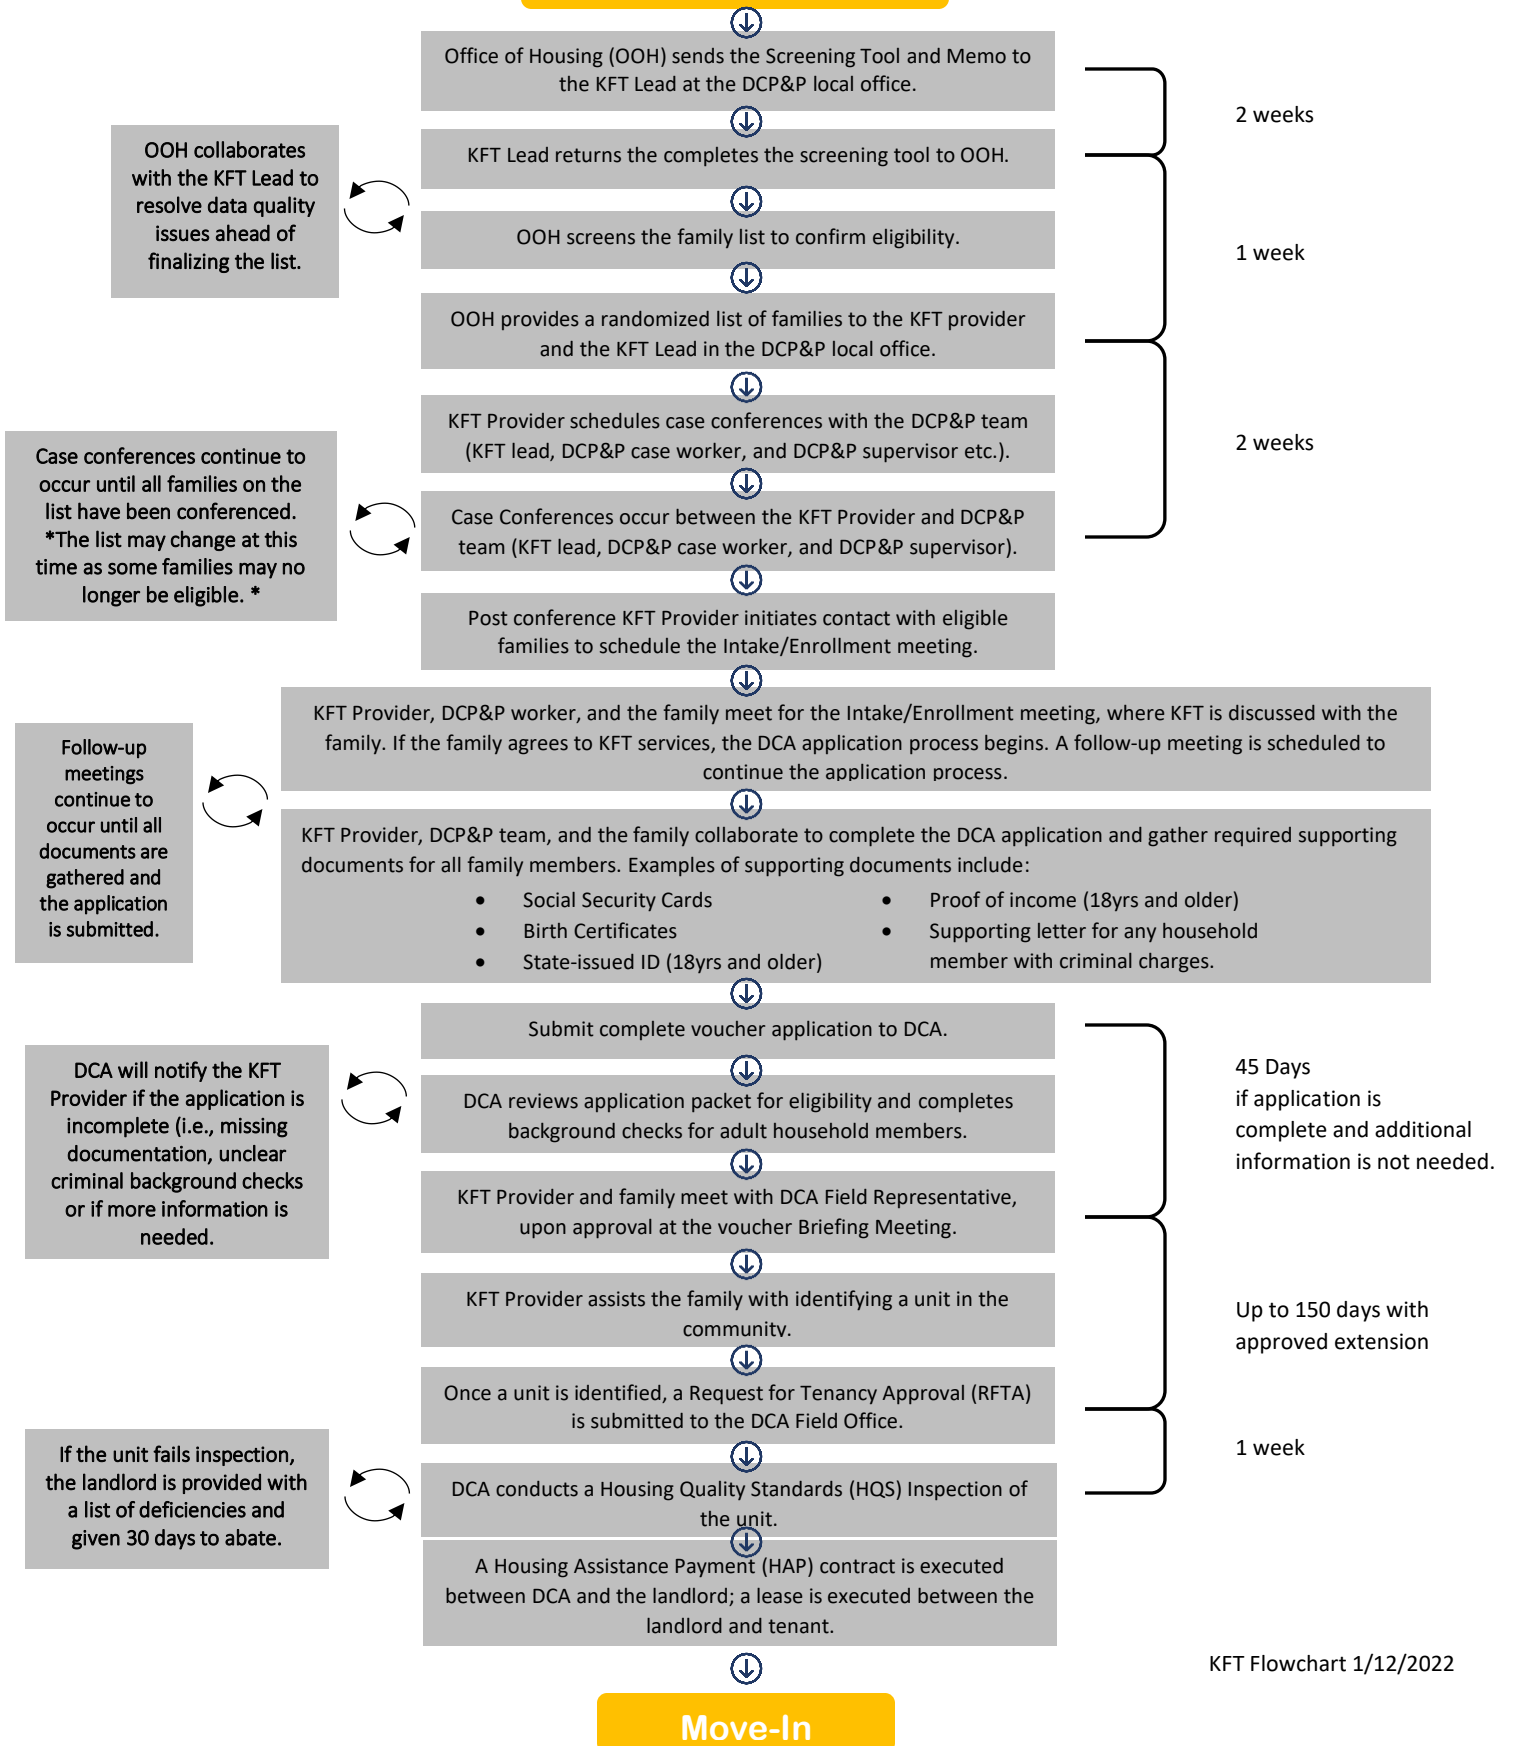 Office of Housing (OOH) sends the Screening Tool and Memo to
the KFT Lead at the DCP&P local office.
2 weeks
OOH collaborates
with the KFT Lead to
resolve data quality
issues ahead of
finalizing the list.
KFT Lead returns the completes the screening tool to OOH.
OOH screens the family list to confirm eligibility.
1 week
OOH provides a randomized list of families to the KFT provider
and the KFT Lead in the DCP&P local office.
KFT Provider schedules case conferences with the DCP&P team
(KFT lead, DCP&P case worker, and DCP&P supervisor etc.).
2 weeks
Case conferences continue to
occur until all families on the
list have been conferenced.
*The list may change at this
time as some families may no
longer be eligible. *
Case Conferences occur between the KFT Provider and DCP&P
team (KFT lead, DCP&P case worker, and DCP&P supervisor).
Post conference KFT Provider initiates contact with eligible
families to schedule the Intake/Enrollment meeting.
KFT Provider, DCP&P worker, and the family meet for the Intake/Enrollment meeting, where KFT is discussed with the
family. If the family agrees to KFT services, the DCA application process begins. A follow-up meeting is scheduled to
continue the application process.
Follow-up
meetings
continue to
occur until all
documents are
gathered and
the application
is submitted.
KFT Provider, DCP&P team, and the family collaborate to complete the DCA application and gather required supporting
documents for all family members. Examples of supporting documents include:
• Social Security Cards
• Birth Certificates
• State-issued ID (18yrs and older)
• Proof of income (18yrs and older)
• Supporting letter for any household
member with criminal charges.
Submit complete voucher application to DCA.
45 Days
if application is
complete and additional
information is not needed.
DCA will notify the KFT
Provider if the application is
incomplete (i.e., missing
documentation, unclear
criminal background checks
or if more information is
needed.
DCA reviews application packet for eligibility and completes
background checks for adult household members.
KFT Provider and family meet with DCA Field Representative,
upon approval at the voucher Briefing Meeting.
KFT Provider assists the family with identifying a unit in the
community.
Up to 150 days with
approved extension
Once a unit is identified, a Request for Tenancy Approval (RFTA)
is submitted to the DCA Field Office.
1 week
If the unit fails inspection,
the landlord is provided with
a list of deficiencies and
given 30 days to abate.
DCA conducts a Housing Quality Standards (HQS) Inspection of
the unit.
A Housing Assistance Payment (HAP) contract is executed
between DCA and the landlord; a lease is executed between the
landlord and tenant.
KFT Flowchart 1/12/2022
Move-In